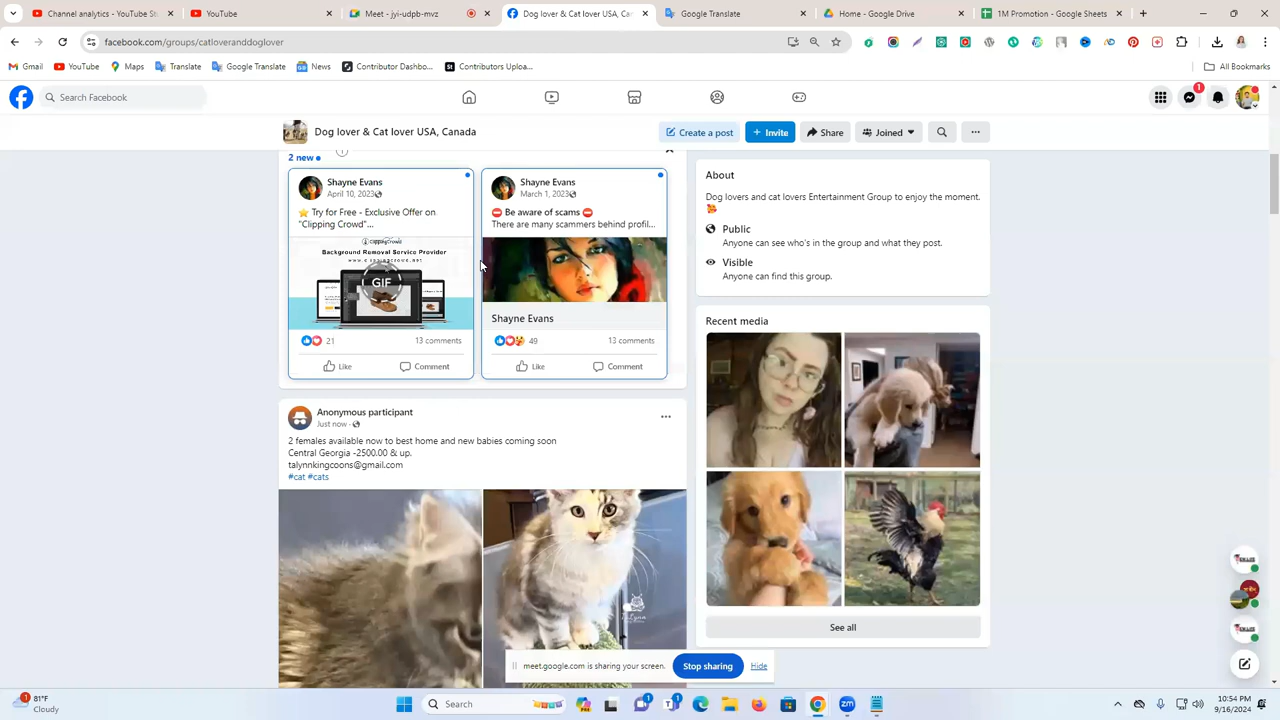 Channel analytics - YouTube St
YouTube
Meet - jyi-udpb-mvz
Dog lover & Cat lover USA, Ca
Google Translate
Home - Google Drive
1M Promotion - Google Sheets
facebook.com/groups/catloveranddoglover
Gmail
YouTube
Maps
Translate
Google Translate
News
Contributor Dashbo...
Contributors Uploa...
All Bookmarks
Search Facebook
1
Dog lover & Cat lover USA, Canada
Create a post
Invite
Share
Joined
2 new
Shayne Evans
April 10, 2023
⭐ Try for Free - Exclusive Offer on
"Clipping Crowd"...
Background Removal Service Provider
GIF
21
13 comments
Like
Comment
Shayne Evans
March 1, 2023
⛔ Be aware of scams ⛔
There are many scammers behind profil...
Shayne Evans
49
13 comments
Like
Comment
About
Dog lovers and cat lovers Entertainment Group to enjoy the moment.
Public
Anyone can see who's in the group and what they post.
Visible
Anyone can find this group.
Recent media
See all
Anonymous participant
Just now
2 females available now to best home and new babies coming soon
Central Georgia -2500.00 & up.
talynnkingcoons@gmail.com
#cat #cats
meet.google.com is sharing your screen.
Stop sharing
Hide
1
81°F
Cloudy
Search
1
1
zm
10:54 PM
9/16/2024